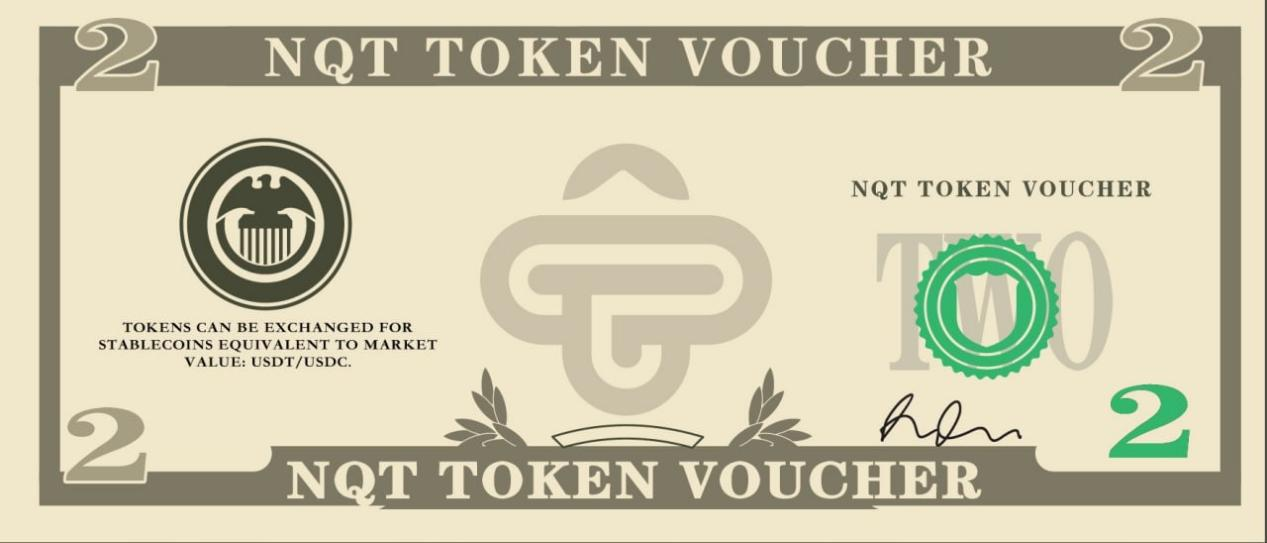 2 NQT TOKEN VOUCHER 2
NQT TOKEN VOUCHER
TWO
TOKENS CAN BE EXCHANGED FOR
STABLECOINS EQUIVALENT TO MARKET
VALUE: USDT/USDC.
2
2
NQT TOKEN VOUCHER